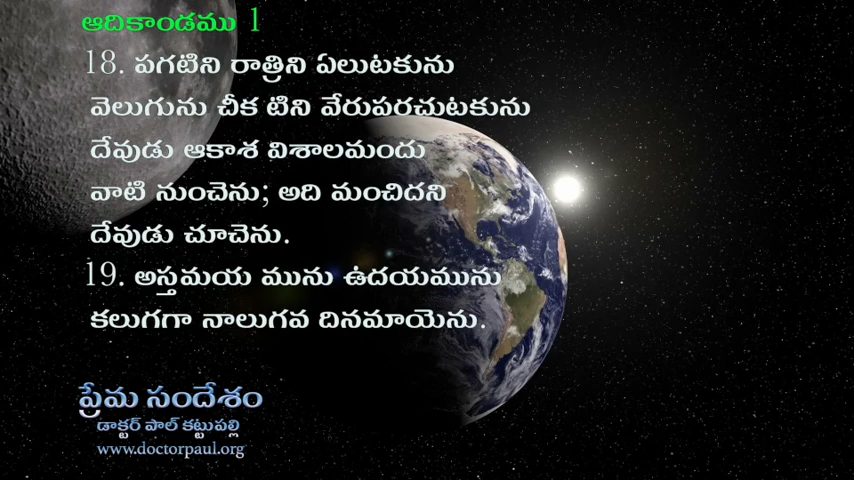 ఆదికాండము 1
18. పగటిని రాత్రిని ఏలుటకును
వెలుగును చీక టిని వేరుపరచుటకును
దేవుడు ఆకాశ విశాలమందు
వాటి నుంచెను; అది మంచిదని
దేవుడు చూచెను.
19. అస్తమయ మును ఉదయమును
కలుగగా నాలుగవ దినమాయెను.
ప్రేమ సందేశం
డాక్టర్ పాల్ కట్టుపల్లి
www.doctorpaul.org